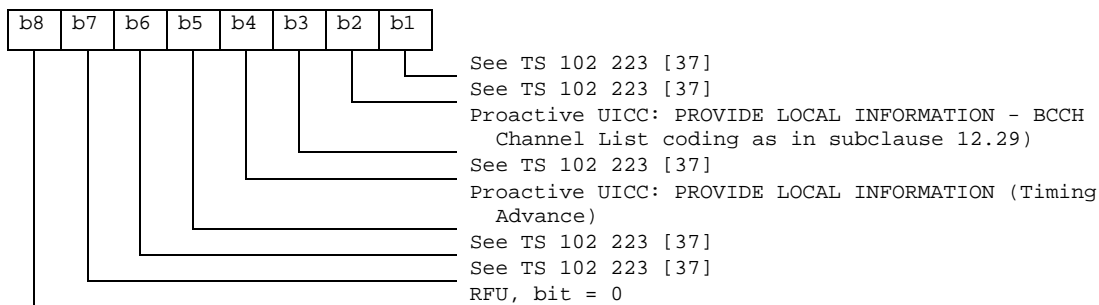 b8 b7 b6 b5 b4 b3 b2 b1
See TS 102 223 [37]
See TS 102 223 [37]
Proactive UICC: PROVIDE LOCAL INFORMATION - BCCH
Channel List coding as in subclause 12.29)
See TS 102 223 [37]
Proactive UICC: PROVIDE LOCAL INFORMATION (Timing
Advance)
See TS 102 223 [37]
See TS 102 223 [37]
RFU, bit = 0